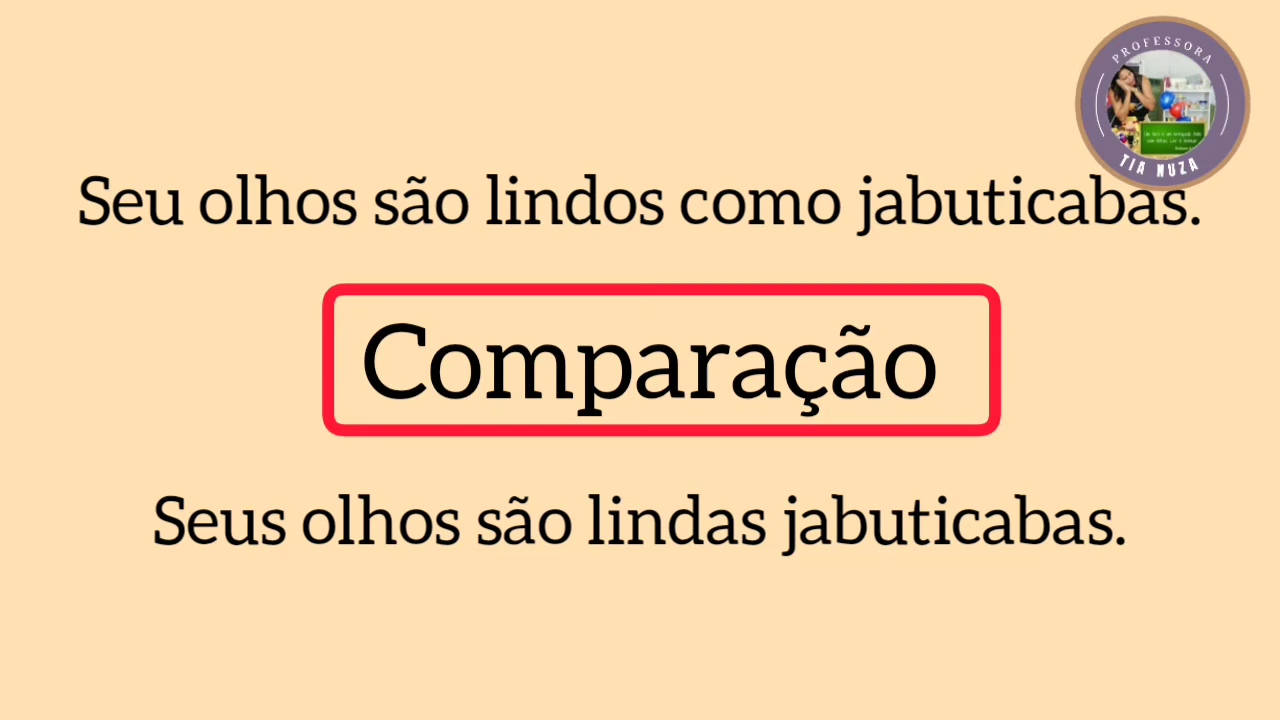 PROFESSORA
TIA NUZA
Seu olhos são lindos como jabuticabas.
Comparação
Seus olhos são lindas jabuticabas.